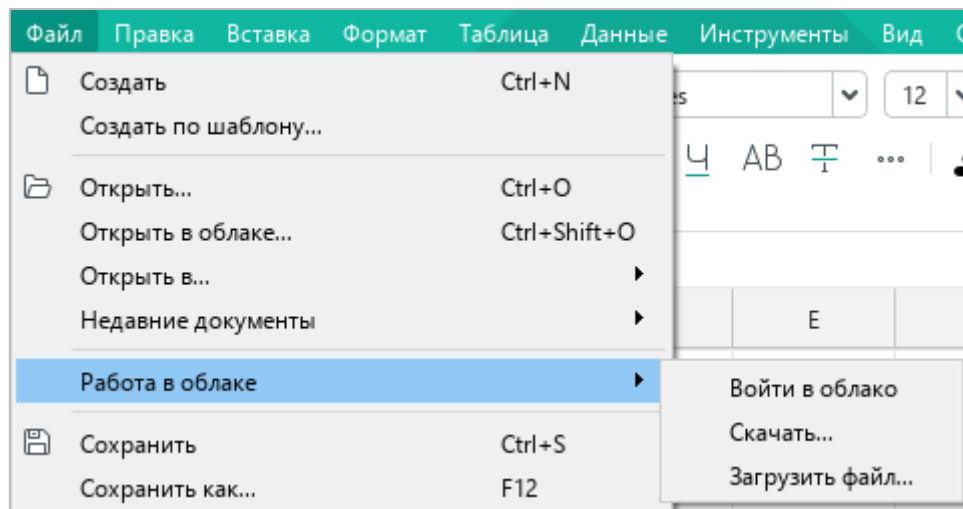 Файл Правка Вставка Формат Таблица Данные Инструменты Вид
Создать Ctrl+N
Создать по шаблону...
12
Ч АВ Т
Открыть... Ctrl+O
Открыть в облаке... Ctrl+Shift+O
Открыть в...
Недавние документы
E
Работа в облаке
Войти в облако
Скачать...
Загрузить файл...
Сохранить Ctrl+S
Сохранить как... F12